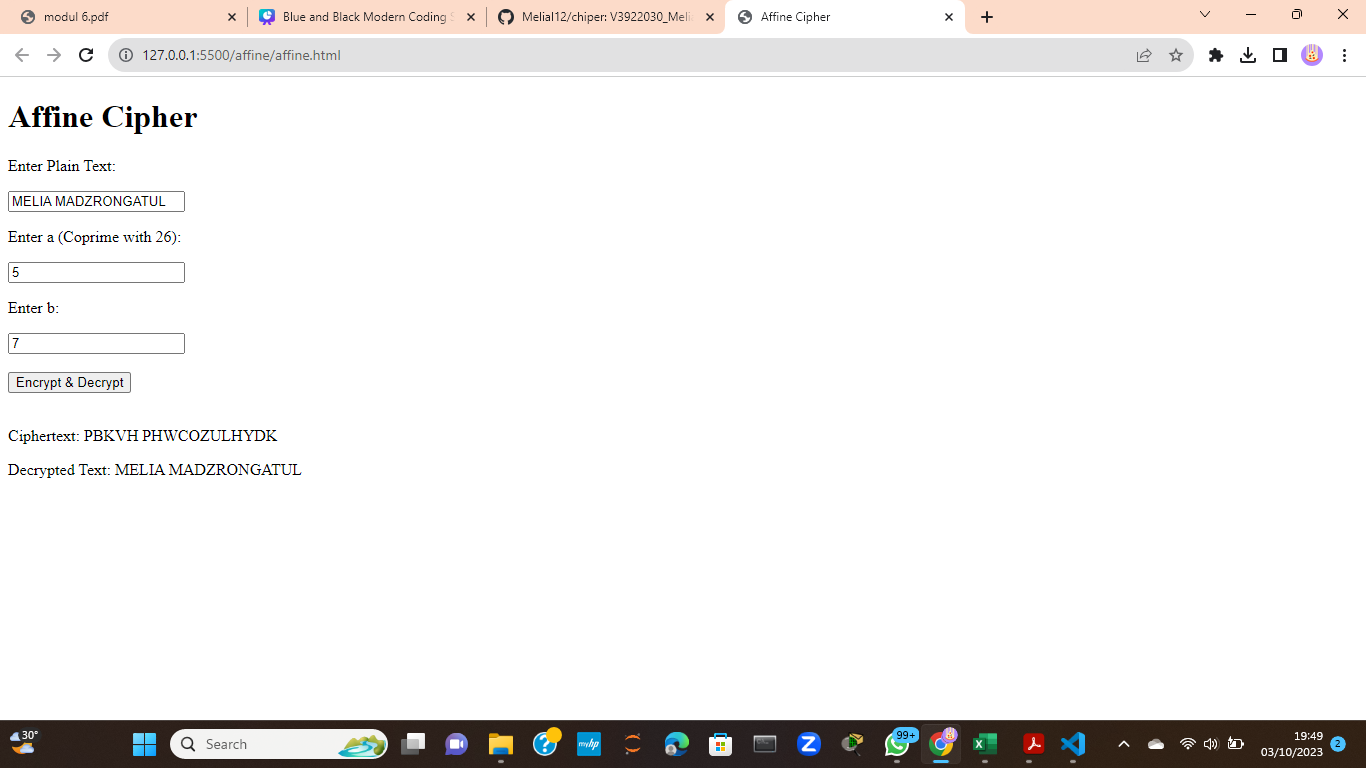 modul 6.pdf
Blue and Black Modern Coding S
Melial12/chiper: V3922030_Meli
Affine Cipher
127.0.0.1:5500/affine/affine.html
Affine Cipher
Enter Plain Text:
MELIA MADZRONGATUL
Enter a (Coprime with 26):
5
Enter b:
7
Encrypt & Decrypt
Ciphertext: PBKVH PHWCOZULHYDK
Decrypted Text: MELIA MADZRONGATUL
30°
Search
myhp
99+
19:49
03/10/2023
2